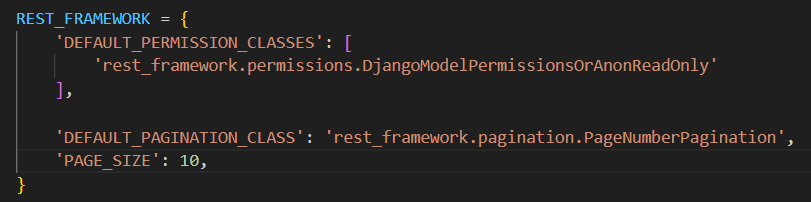 REST_FRAMEWORK = {
    'DEFAULT_PERMISSION_CLASSES': [
        'rest_framework.permissions.DjangoModelPermissionsOrAnonReadOnly'
    ],
    'DEFAULT_PAGINATION_CLASS': 'rest_framework.pagination.PageNumberPagination',
    'PAGE_SIZE': 10,
}